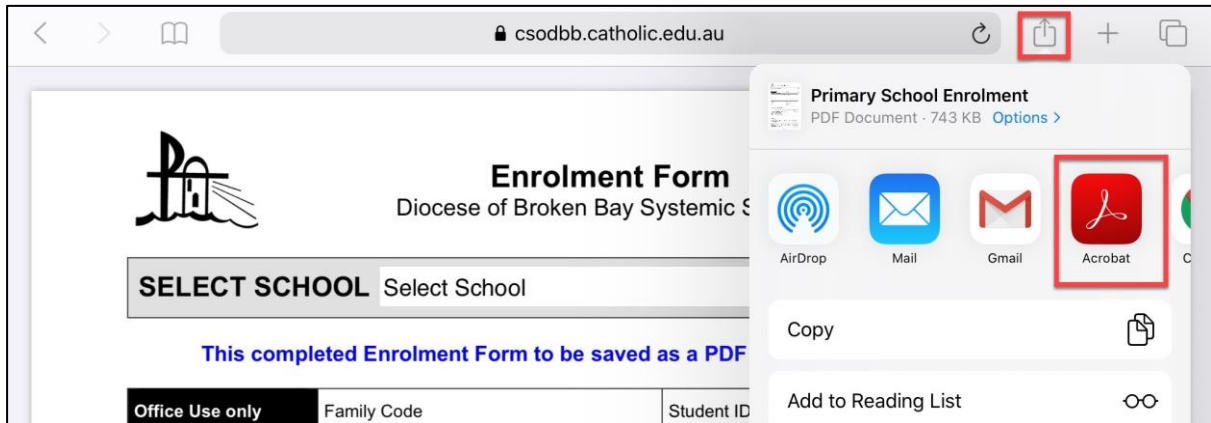 csodbb.catholic.edu.au
Primary School Enrolment
PDF Document · 743 KB Options >
Enrolment Form
Diocese of Broken Bay Systemic S
AirDrop
Mail
Gmail
Acrobat
C
SELECT SCHOOL Select School
This completed Enrolment Form to be saved as a PDF
Copy
Add to Reading List
Office Use only
Family Code
Student ID